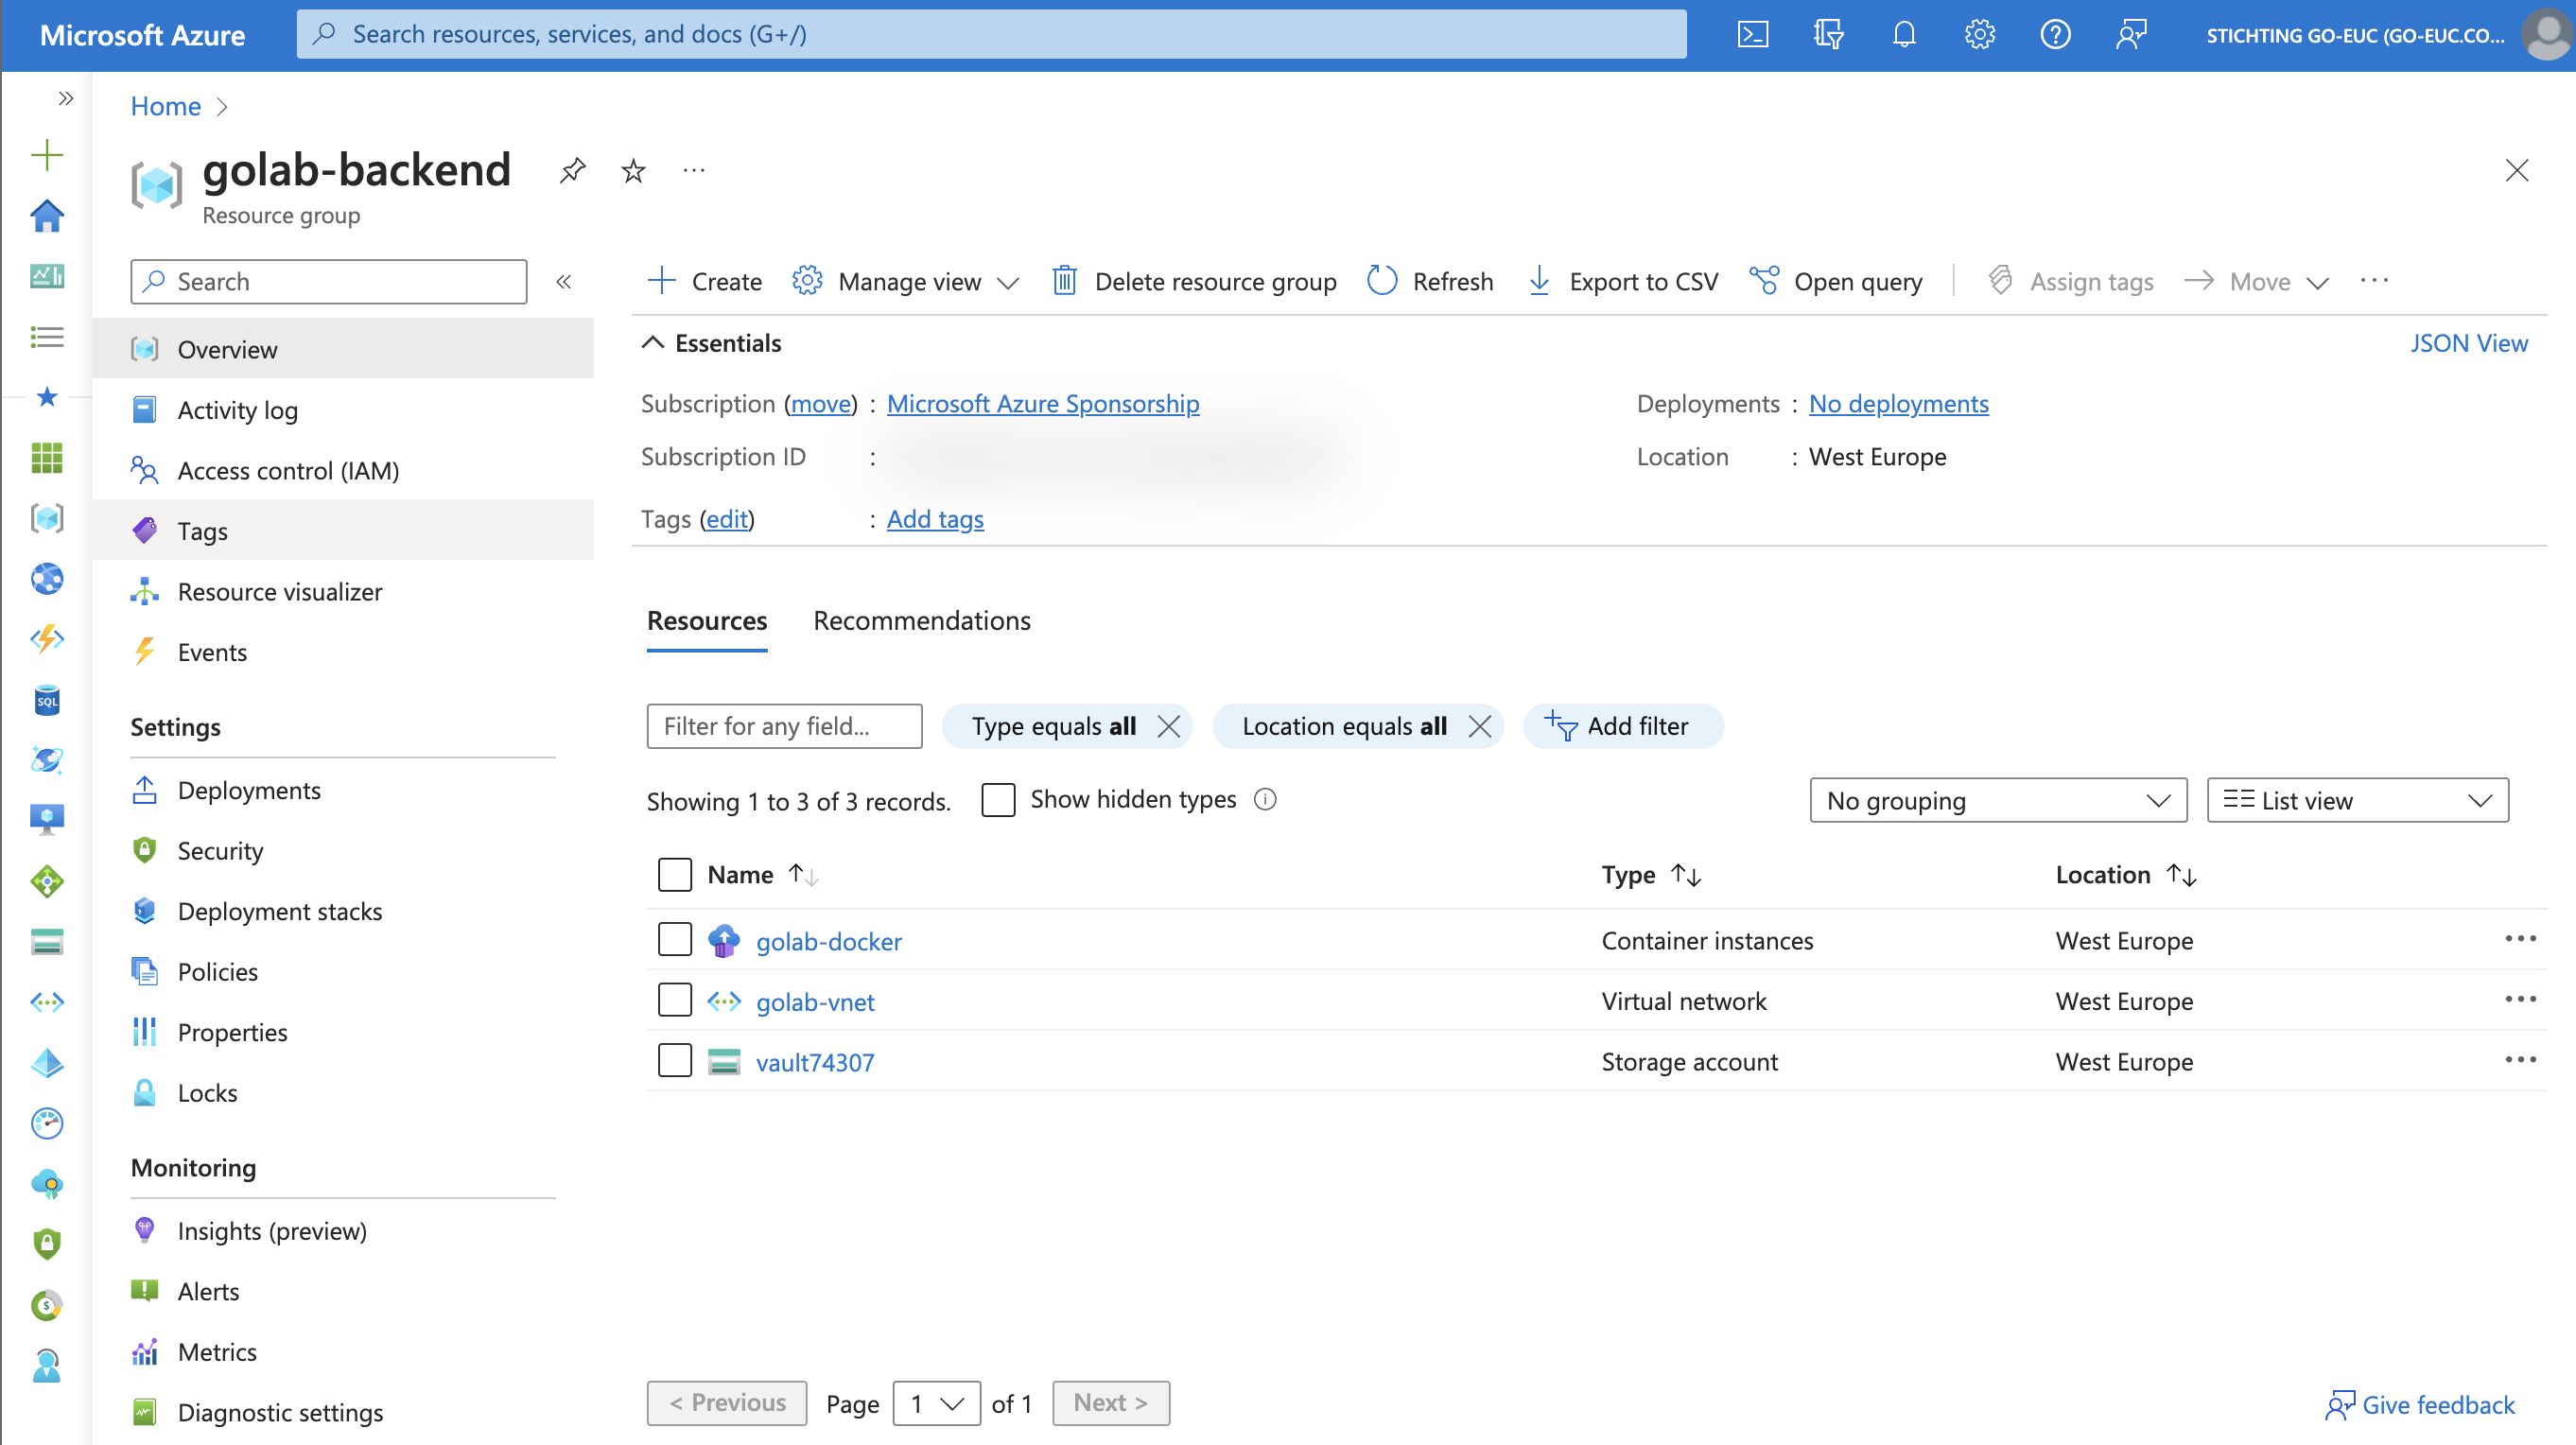 Microsoft Azure
Search resources, services, and docs (G+/)
STICHTING GO-EUC (GO-EUC.CO...
Home
golab-backend
Resource group
Search
Create
Manage view
Delete resource group
Refresh
Export to CSV
Open query
Assign tags
Move
Overview
Activity log
Access control (IAM)
Tags
Resource visualizer
Events
Settings
Deployments
Security
Deployment stacks
Policies
Properties
Locks
Monitoring
Insights (preview)
Alerts
Metrics
Diagnostic settings
Essentials
JSON View
Subscription (move) : Microsoft Azure Sponsorship
Deployments : No deployments
Subscription ID :
Location : West Europe
Tags (edit) : Add tags
Resources
Recommendations
Filter for any field...
Type equals all
Location equals all
Add filter
Showing 1 to 3 of 3 records.
Show hidden types
No grouping
List view
Name
Type
Location
golab-docker
Container instances
West Europe
golab-vnet
Virtual network
West Europe
vault74307
Storage account
West Europe
< Previous
Page
1
of 1
Next >
Give feedback
SQL